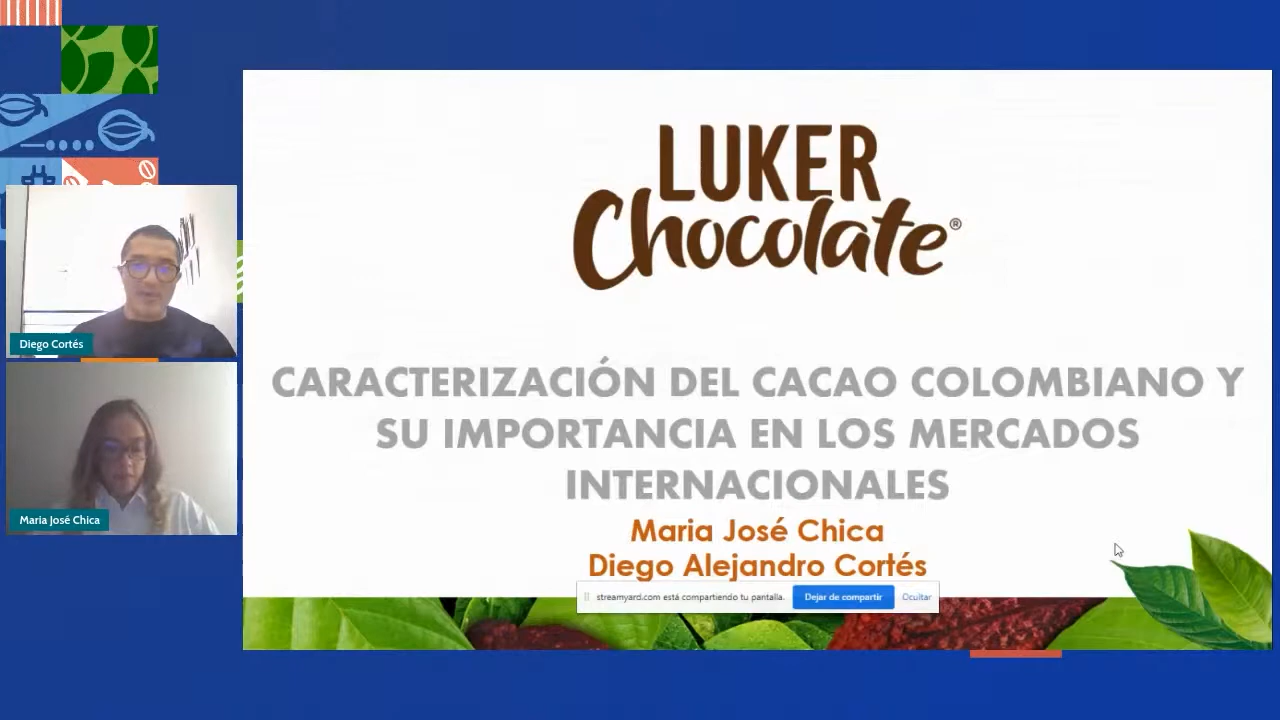 LUKER
Chocolate®
CARACTERIZACIÓN DEL CACAO COLOMBIANO Y
SU IMPORTANCIA EN LOS MERCADOS
INTERNACIONALES
Maria José Chica
Diego Alejandro Cortés
streamyard.com está compartiendo tu pantalla.
Dejar de compartir
Ocultar
Diego Cortés
Maria José Chica